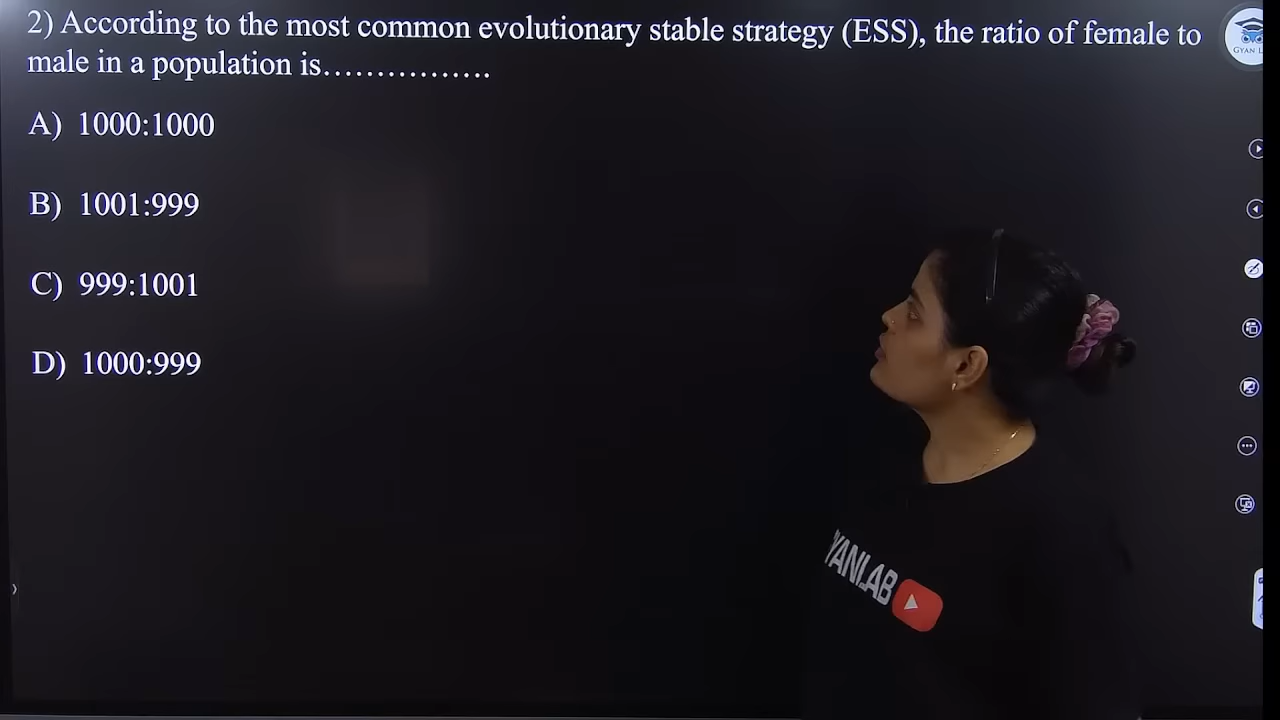 2) According to the most common evolutionary stable strategy (ESS), the ratio of female to
male in a population is…………….
A) 1000:1000
B) 1001:999
C) 999:1001
D) 1000:999
GYAN L
YANLAB